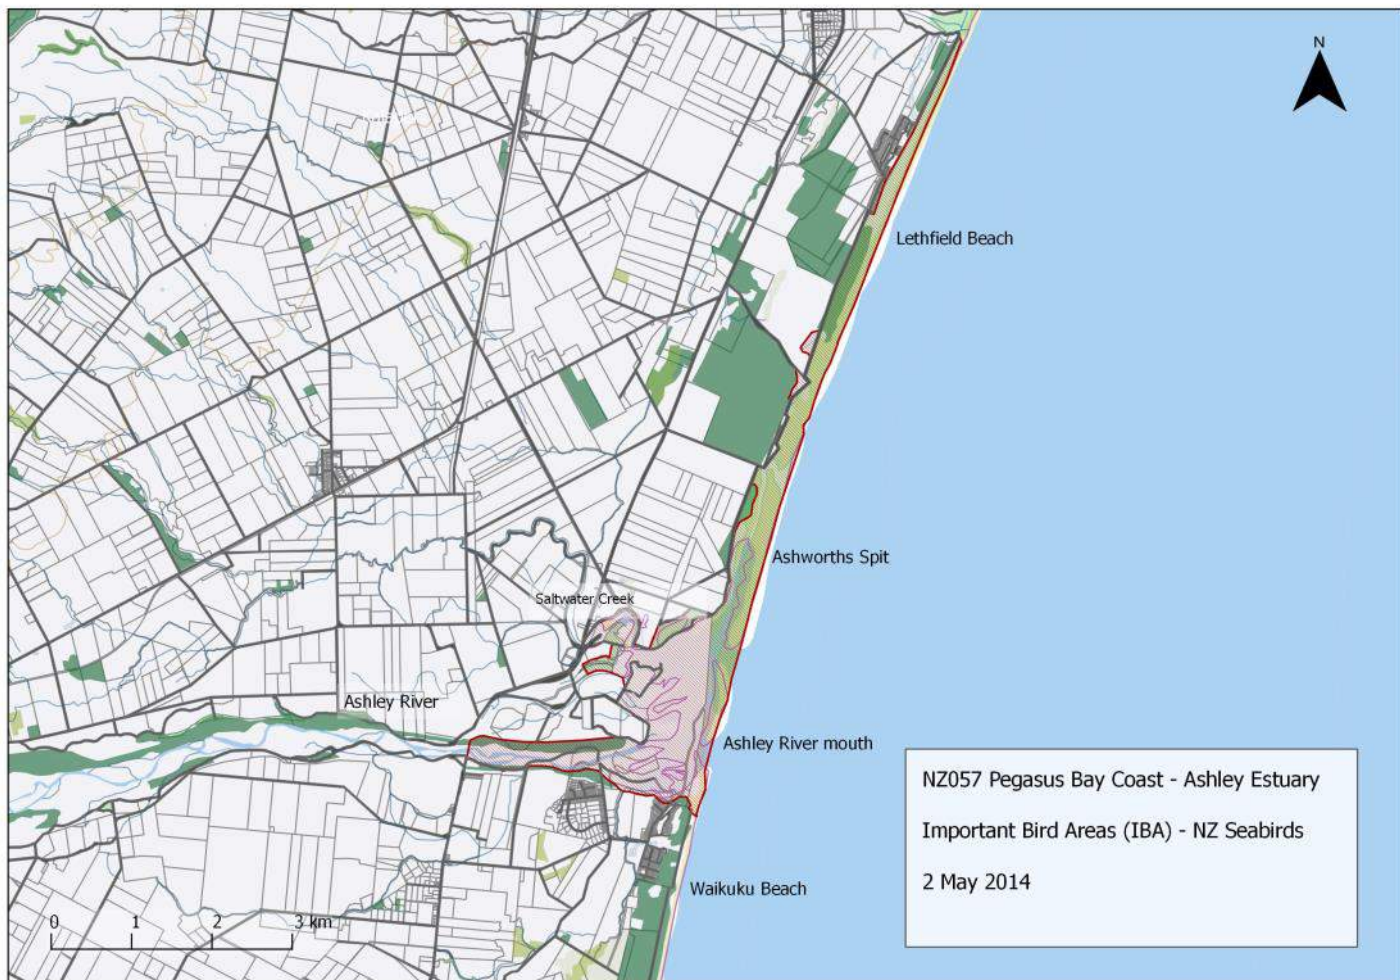 N
Lethfield Beach
Ashworths Spit
Saltwater Creek
Ashley River
Ashley River mouth
NZ057 Pegasus Bay Coast - Ashley Estuary
Important Bird Areas (IBA) - NZ Seabirds
2 May 2014
Waikuku Beach
0 1 2 3 km